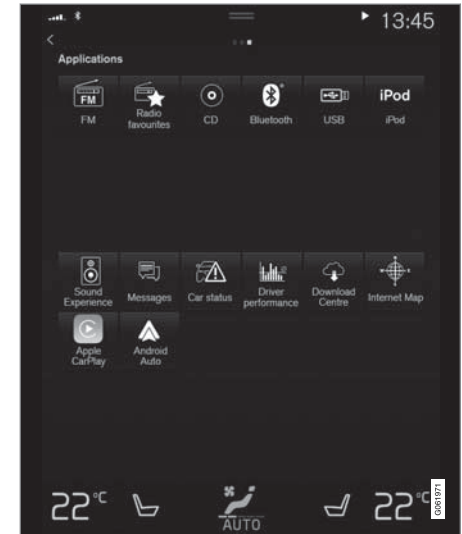 13:45
Applications
FM
FM
Radio
favourites
CD
Bluetooth
USB
iPod
iPod
Sound
Experience
Messages
Car status
Driver
performance
Download
Centre
Internet Map
Apple
CarPlay
Android
Auto
22°C
AUTO
22°C
G061971